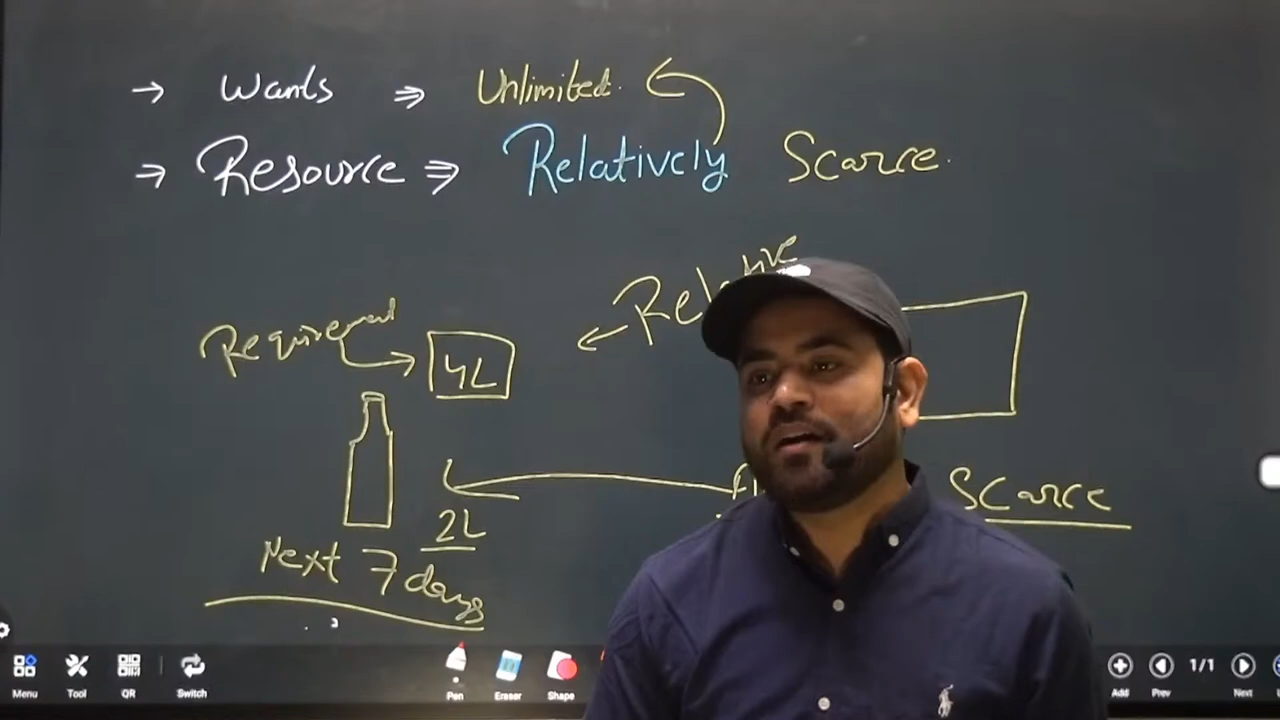 → Wants ⇒ Unlimited.
⇒ Resource ⇒ Relatively Scarce.
Requirement
4L
2L
Scarce
Next 7 days
Menu Tool QR Switch Pen Eraser Shape Add Prev 1/1 Next